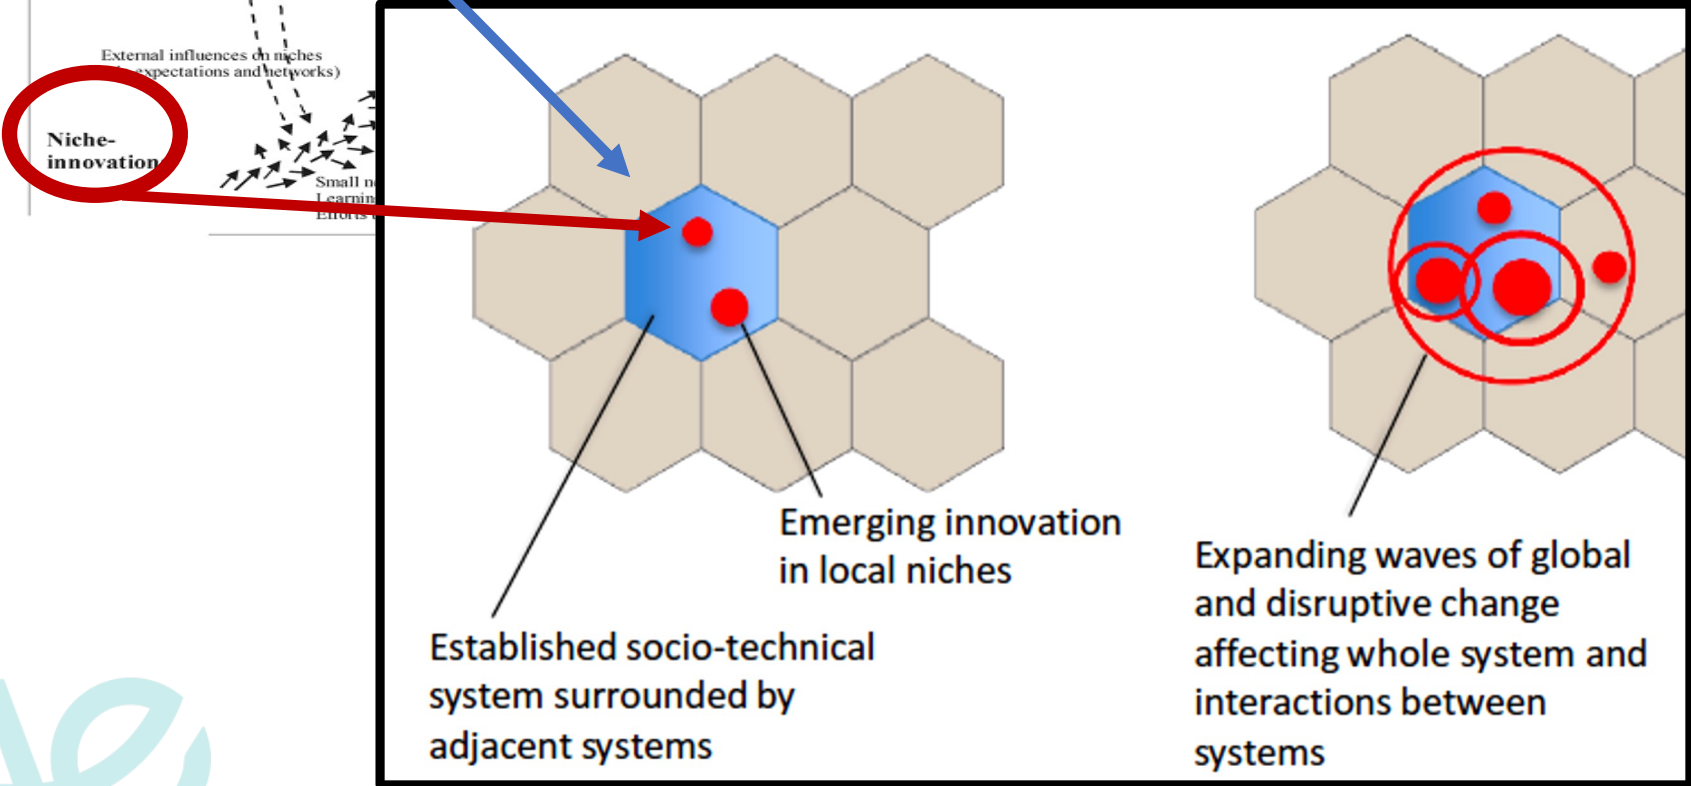 External influences on niches
expectations and networks)
Niche-
innovation
Small
Learnin
Efforts
Emerging innovation
in local niches
Established socio-technical
system surrounded by
adjacent systems
Expanding waves of global
and disruptive change
affecting whole system and
interactions between
systems